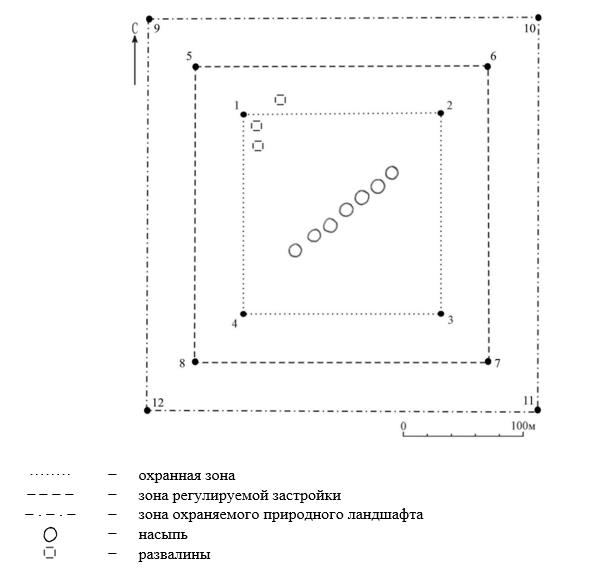 С
9
10
5
6
1
2
4
3
8
7
12
11
0
100м
– охранная зона
– зона регулируемой застройки
– зона охраняемого природного ландшафта
– насыпь
– развалины